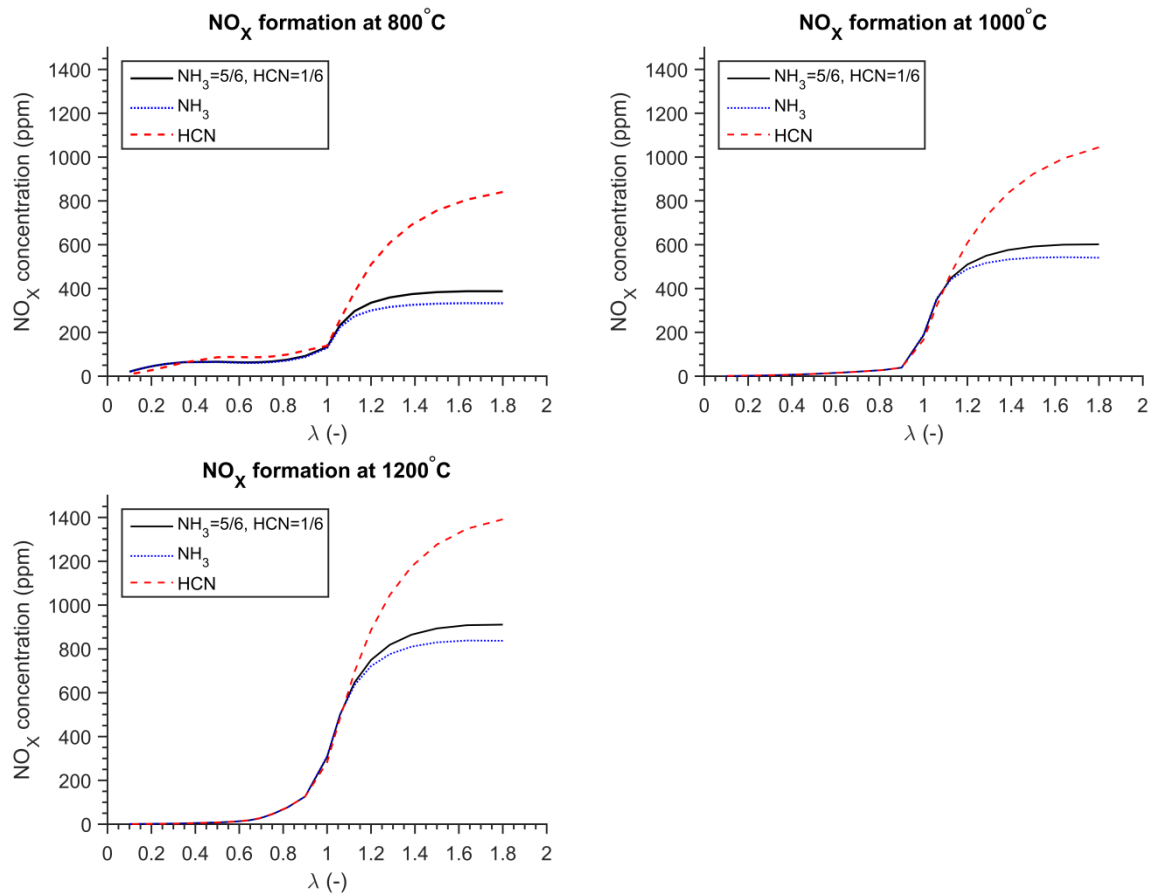 NOX formation at 800°C
NOX concentration (ppm)
1400
1200
1000
800
600
400
200
0
NH3=5/6, HCN=1/6
NH3
HCN
0 0.2 0.4 0.6 0.8 1 1.2 1.4 1.6 1.8 2
λ (-)
NOX formation at 1000°C
NOX concentration (ppm)
1400
1200
1000
800
600
400
200
0
NH3=5/6, HCN=1/6
NH3
HCN
0 0.2 0.4 0.6 0.8 1 1.2 1.4 1.6 1.8 2
λ (-)
NOX formation at 1200°C
NOX concentration (ppm)
1400
1200
1000
800
600
400
200
0
NH3=5/6, HCN=1/6
NH3
HCN
0 0.2 0.4 0.6 0.8 1 1.2 1.4 1.6 1.8 2
λ (-)